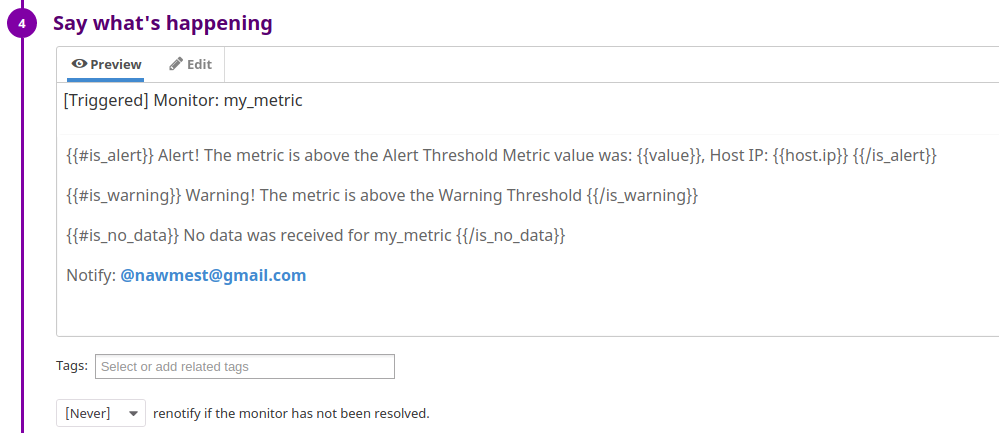 4 Say what's happening
Preview Edit
[Triggered] Monitor: my_metric
{{#is_alert}} Alert! The metric is above the Alert Threshold Metric value was: {{value}}, Host IP: {{host.ip}} {{/is_alert}}
{{#is_warning}} Warning! The metric is above the Warning Threshold {{/is_warning}}
{{#is_no_data}} No data was received for my_metric {{/is_no_data}}
Notify: @nawmest@gmail.com
Tags: Select or add related tags
[Never] renotify if the monitor has not been resolved.